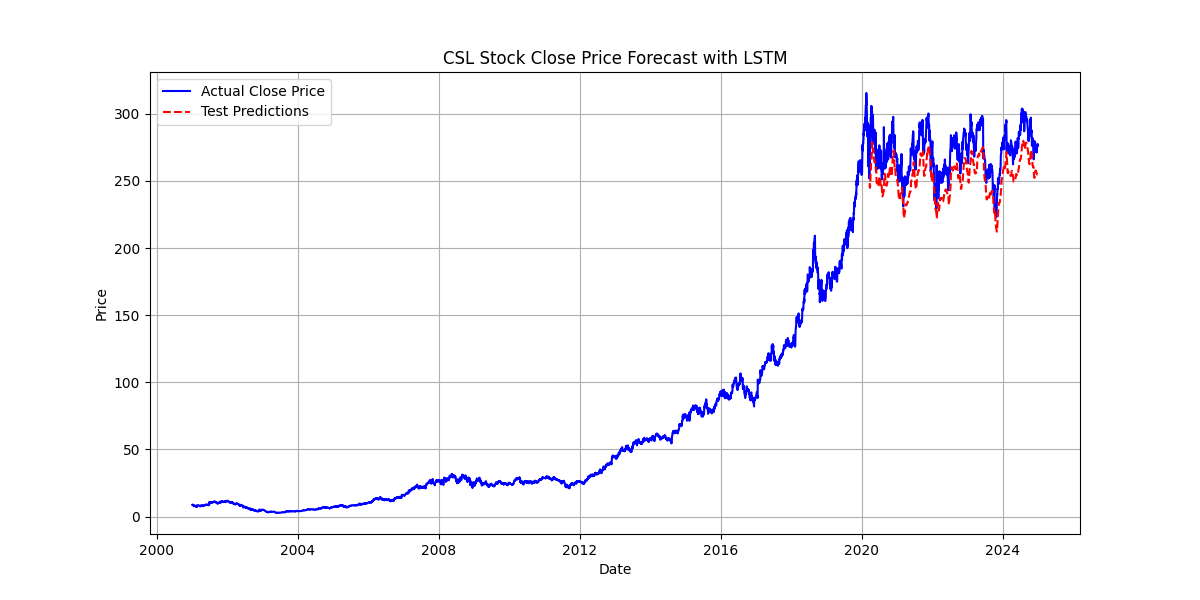 CSL Stock Close Price Forecast with LSTM
Actual Close Price
Test Predictions
300
250
200
150
100
50
0
Price
2000 2004 2008 2012 2016 2020 2024
Date